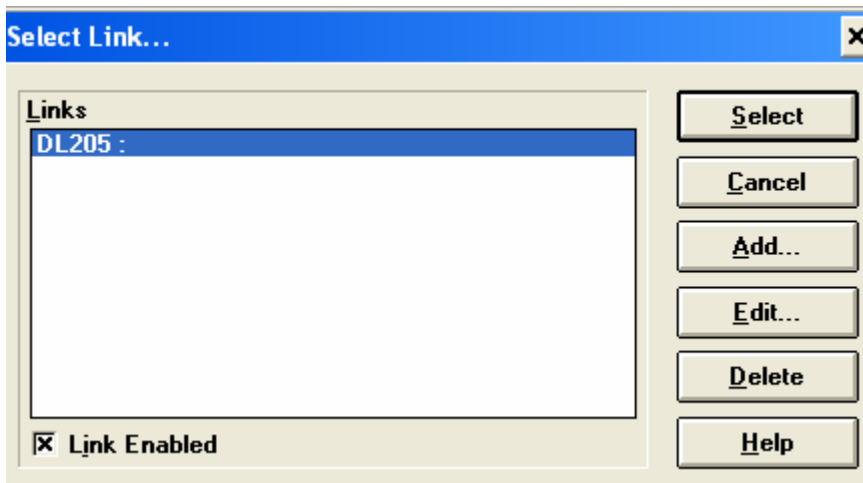 Select Link...
Links
DL205 :
Link Enabled
Select
Cancel
Add...
Edit...
Delete
Help